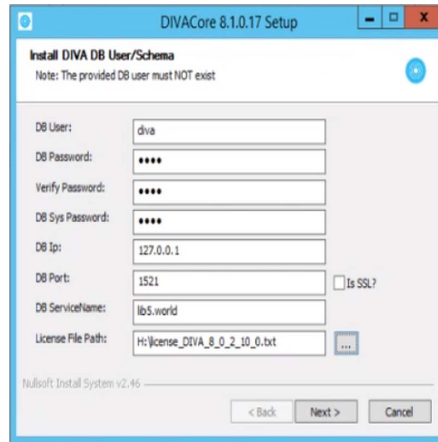 DIVACore 8.1.0.17 Setup
Install DIVA DB User/Schema
Note: The provided DB user must NOT exist
DB User: diva
DB Password: ●●●●
Verify Password: ●●●●
DB Sys Password: ●●●●
DB Ip: 127.0.0.1
DB Port: 1521 Is SSL?
DB ServiceName: lib5.world
License File Path: H:\license_DIVA_8_0_2_10_0.txt ...
Nullsoft Install System v2.46
< Back Next > Cancel